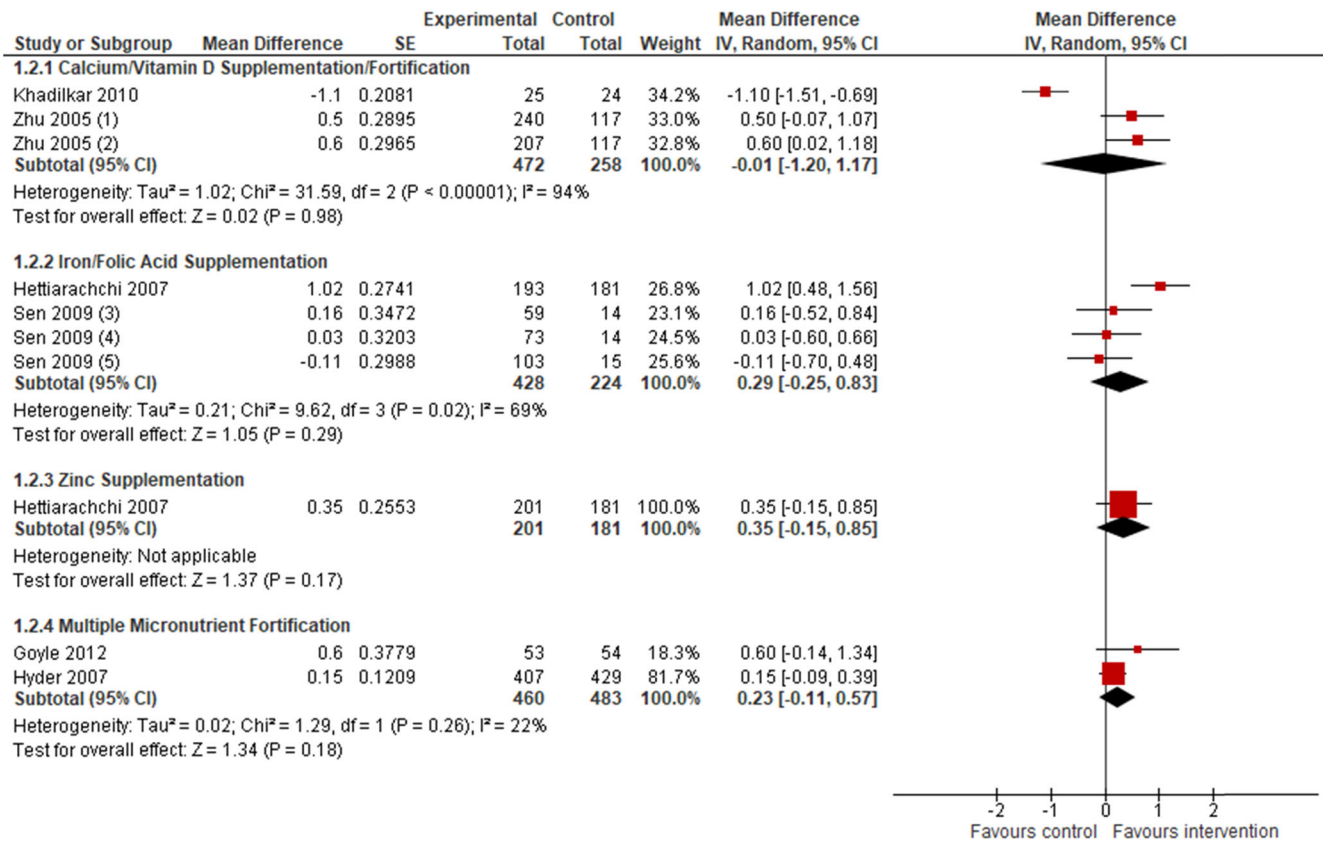 Experimental Control Mean Difference Mean Difference
Study or Subgroup Mean Difference SE Total Total Weight IV, Random, 95% CI IV, Random, 95% CI
1.2.1 Calcium/Vitamin D Supplementation/Fortification
Khadilkar 2010 -1.1 0.2081 25 24 34.2% -1.10 [-1.51, -0.69]
Zhu 2005 (1) 0.5 0.2895 240 117 33.0% 0.50 [-0.07, 1.07]
Zhu 2005 (2) 0.6 0.2965 207 117 32.8% 0.60 [0.02, 1.18]
Subtotal (95% CI) 472 258 100.0% -0.01 [-1.20, 1.17]
Heterogeneity: Tau² = 1.02; Chi² = 31.59, df = 2 (P < 0.00001); I² = 94%
Test for overall effect: Z = 0.02 (P = 0.98)
1.2.2 Iron/Folic Acid Supplementation
Hettiarachchi 2007 1.02 0.2741 193 181 26.8% 1.02 [0.48, 1.56]
Sen 2009 (3) 0.16 0.3472 59 14 23.1% 0.16 [-0.52, 0.84]
Sen 2009 (4) 0.03 0.3203 73 14 24.5% 0.03 [-0.60, 0.66]
Sen 2009 (5) -0.11 0.2988 103 15 25.6% -0.11 [-0.70, 0.48]
Subtotal (95% CI) 428 224 100.0% 0.29 [-0.25, 0.83]
Heterogeneity: Tau² = 0.21; Chi² = 9.62, df = 3 (P = 0.02); I² = 69%
Test for overall effect: Z = 1.05 (P = 0.29)
1.2.3 Zinc Supplementation
Hettiarachchi 2007 0.35 0.2553 201 181 100.0% 0.35 [-0.15, 0.85]
Subtotal (95% CI) 201 181 100.0% 0.35 [-0.15, 0.85]
Heterogeneity: Not applicable
Test for overall effect: Z = 1.37 (P = 0.17)
1.2.4 Multiple Micronutrient Fortification
Goyle 2012 0.6 0.3779 53 54 18.3% 0.60 [-0.14, 1.34]
Hyder 2007 0.15 0.1209 407 429 81.7% 0.15 [-0.09, 0.39]
Subtotal (95% CI) 460 483 100.0% 0.23 [-0.11, 0.57]
Heterogeneity: Tau² = 0.02; Chi² = 1.29, df = 1 (P = 0.26); I² = 22%
Test for overall effect: Z = 1.34 (P = 0.18)
-2 -1 0 1 2
Favours control Favours intervention